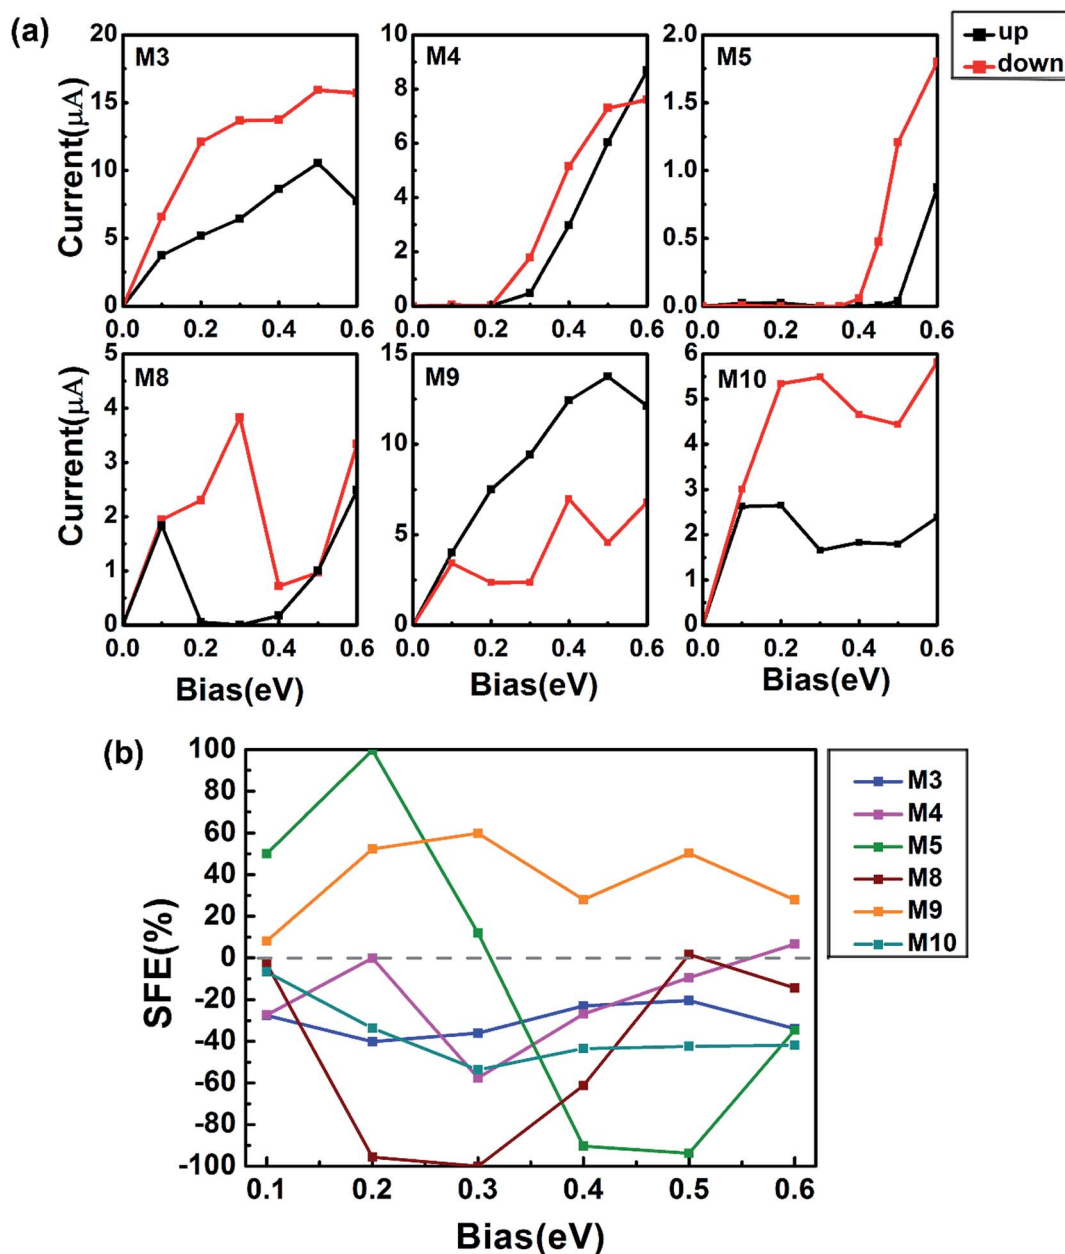 (a)
up
down
M3
Current(μA)
20
15
10
5
0
0.0 0.2 0.4 0.6
M4
10
8
6
4
2
0
0.0 0.2 0.4 0.6
M5
2.0
1.5
1.0
0.5
0.0
0.0 0.2 0.4 0.6
M8
Current(μA)
5
4
3
2
1
0
0.0 0.2 0.4 0.6
Bias(eV)
M9
15
10
5
0
0.0 0.2 0.4 0.6
Bias(eV)
M10
6
5
4
3
2
1
0
0.0 0.2 0.4 0.6
Bias(eV)
(b)
SFE(%)
100
80
60
40
20
0
-20
-40
-60
-80
-100
0.1 0.2 0.3 0.4 0.5 0.6
Bias(eV)
M3
M4
M5
M8
M9
M10